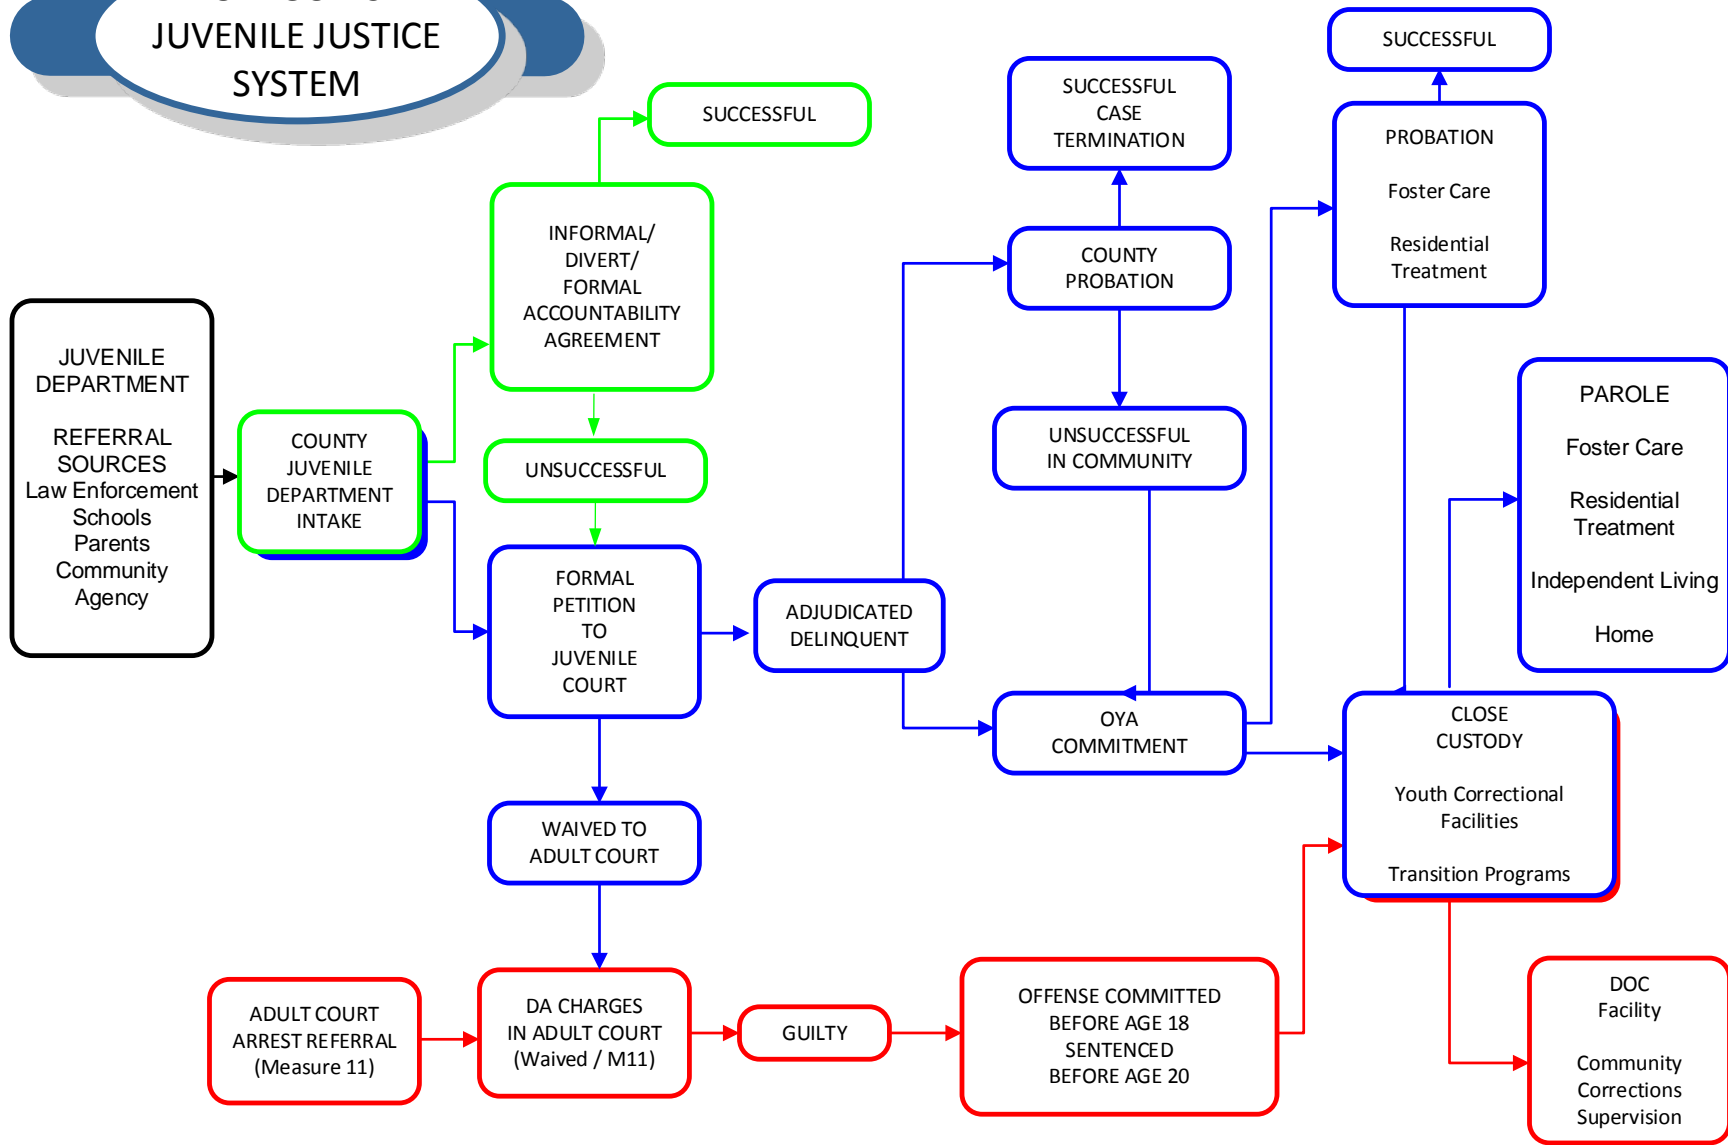 JUVENILE JUSTICE
SYSTEM
SUCCESSFUL
SUCCESSFUL
CASE
TERMINATION
SUCCESSFUL
PROBATION
Foster Care
Residential
Treatment
INFORMAL/
DIVERT/
FORMAL
ACCOUNTABILITY
AGREEMENT
COUNTY
PROBATION
JUVENILE
DEPARTMENT
REFERRAL
SOURCES
Law Enforcement
Schools
Parents
Community
Agency
COUNTY
JUVENILE
DEPARTMENT
INTAKE
UNSUCCESSFUL
UNSUCCESSFUL
IN COMMUNITY
PAROLE
Foster Care
Residential
Treatment
Independent Living
Home
FORMAL
PETITION
TO
JUVENILE
COURT
ADJUDICATED
DELINQUENT
OYA
COMMITMENT
CLOSE
CUSTODY
Youth Correctional
Facilities
Transition Programs
WAIVED TO
ADULT COURT
ADULT COURT
ARREST REFERRAL
(Measure 11)
DA CHARGES
IN ADULT COURT
(Waived / M11)
GUILTY
OFFENSE COMMITTED
BEFORE AGE 18
SENTENCED
BEFORE AGE 20
DOC
Facility
Community
Corrections
Supervision